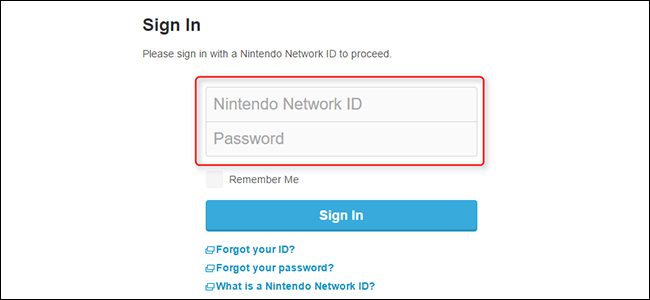 Sign In
Please sign in with a Nintendo Network ID to proceed.
Nintendo Network ID
Password
Remember Me
Sign In
Forgot your ID?
Forgot your password?
What is a Nintendo Network ID?